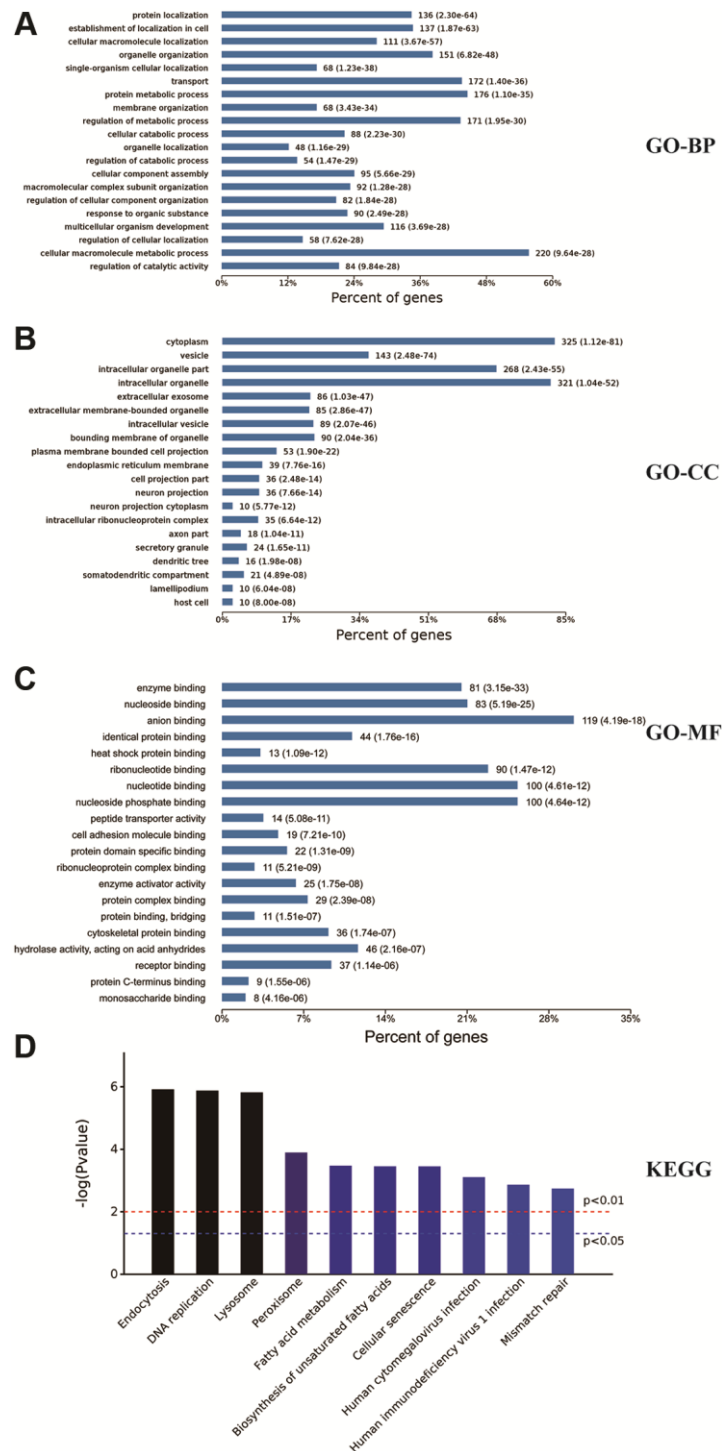 A
protein localization 136 (2.30e-64)
establishment of localization in cell 137 (1.87e-63)
cellular macromolecule localization 111 (3.67e-57)
organelle organization 151 (6.82e-48)
single-organism cellular localization 68 (1.23e-38)
transport 172 (1.40e-36)
protein metabolic process 176 (1.10e-35)
membrane organization 68 (3.43e-34)
regulation of metabolic process 171 (1.95e-30)
cellular catabolic process 88 (2.23e-30)
organelle localization 48 (1.16e-29)
regulation of catabolic process 54 (1.47e-29)
cellular component assembly 95 (5.66e-29)
macromolecular complex subunit organization 92 (1.28e-28)
regulation of cellular component organization 82 (1.84e-28)
response to organic substance 90 (2.49e-28)
multicellular organism development 116 (3.69e-28)
regulation of cellular localization 58 (7.62e-28)
cellular macromolecule metabolic process 220 (9.64e-28)
regulation of catalytic activity 84 (9.84e-28)
0% 12% 24% 36% 48% 60%
Percent of genes
GO-BP
B
cytoplasm 325 (1.12e-81)
vesicle 143 (2.48e-74)
intracellular organelle part 268 (2.43e-55)
intracellular organelle 321 (1.04e-52)
extracellular exosome 86 (1.03e-47)
extracellular membrane-bounded organelle 85 (2.86e-47)
intracellular vesicle 89 (2.07e-46)
bounding membrane of organelle 90 (2.04e-36)
plasma membrane bounded cell projection 53 (1.90e-22)
endoplasmic reticulum membrane 39 (7.76e-16)
cell projection part 36 (2.48e-14)
neuron projection 36 (7.66e-14)
neuron projection cytoplasm 10 (5.77e-12)
intracellular ribonucleoprotein complex 35 (6.64e-12)
axon part 18 (1.04e-11)
secretory granule 24 (1.65e-11)
dendritic tree 16 (1.98e-08)
somatodendritic compartment 21 (4.89e-08)
lamellipodium 10 (6.04e-08)
host cell 10 (8.00e-08)
0% 17% 34% 51% 68% 85%
Percent of genes
GO-CC
C
enzyme binding 81 (3.15e-33)
nucleoside binding 83 (5.19e-25)
anion binding 119 (4.19e-18)
identical protein binding 44 (1.76e-16)
heat shock protein binding 13 (1.09e-12)
ribonucleotide binding 90 (1.47e-12)
nucleotide binding 100 (4.61e-12)
nucleoside phosphate binding 100 (4.64e-12)
peptide transporter activity 14 (5.08e-11)
cell adhesion molecule binding 19 (7.21e-10)
protein domain specific binding 22 (1.31e-09)
ribonucleoprotein complex binding 11 (5.21e-09)
enzyme activator activity 25 (1.75e-08)
protein complex binding 29 (2.39e-08)
protein binding, bridging 11 (1.51e-07)
cytoskeletal protein binding 36 (1.74e-07)
hydrolase activity, acting on acid anhydrides 46 (2.16e-07)
receptor binding 37 (1.14e-06)
protein C-terminus binding 9 (1.55e-06)
monosaccharide binding 8 (4.16e-06)
0% 7% 14% 21% 28% 35%
Percent of genes
GO-MF
D
6
4
2
0
-log(Pvalue)
p<0.01
p<0.05
KEGG
Endocytosis
DNA replication
Lysosome
Peroxisome
Fatty acid metabolism
Biosynthesis of unsaturated fatty acids
Cellular senescence
Human cytomegalovirus infection
Human immunodeficiency virus 1 infection
Mismatch repair